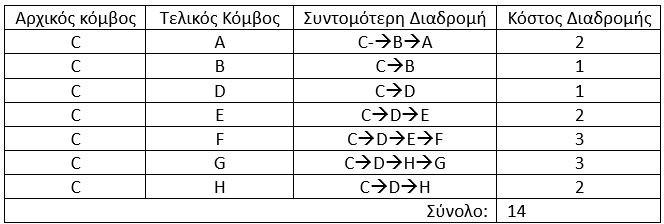 Αρχικός κόμβος Τελικός Κόμβος Συντομότερη Διαδρομή Κόστος Διαδρομής
C A C-→B→A 2
C B C→B 1
C D C→D 1
C E C→D→E 2
C F C→D→E→F 3
C G C→D→H→G 3
C H C→D→H 2
Σύνολο: 14